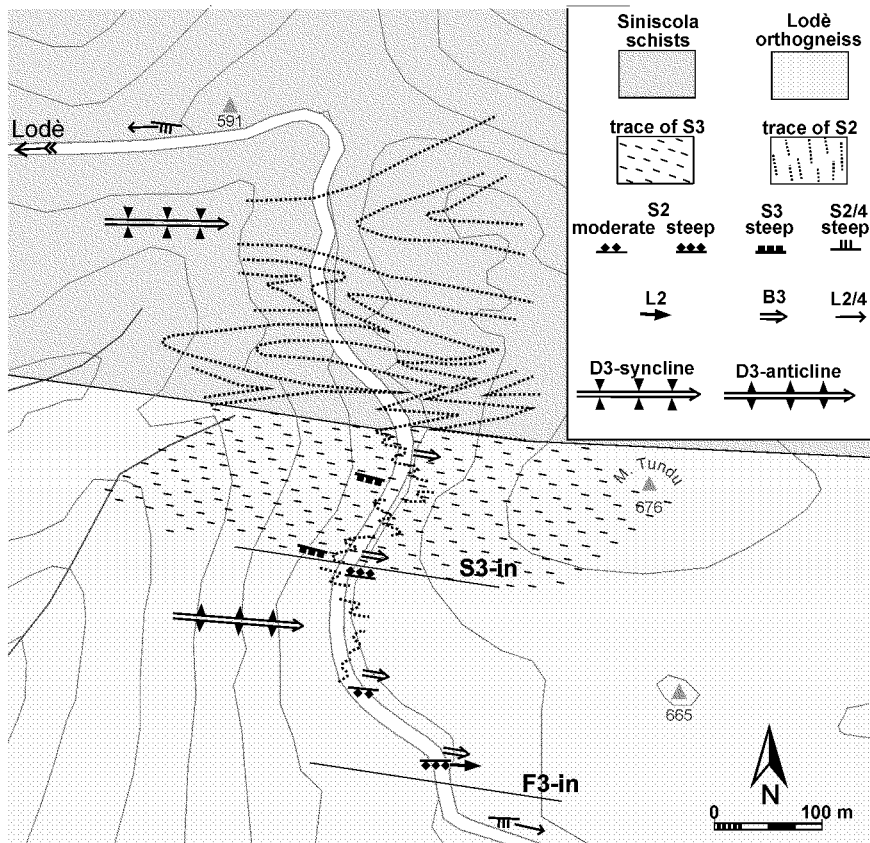 Siniscola
schists
Lodè
orthogneiss
trace of S3
trace of S2
S2
moderate steep
S3
steep
S2/4
steep
L2
B3
L2/4
D3-syncline
D3-anticline
591
Lodè
M. Tundu
676
S3-in
665
F3-in
0 100 m
N